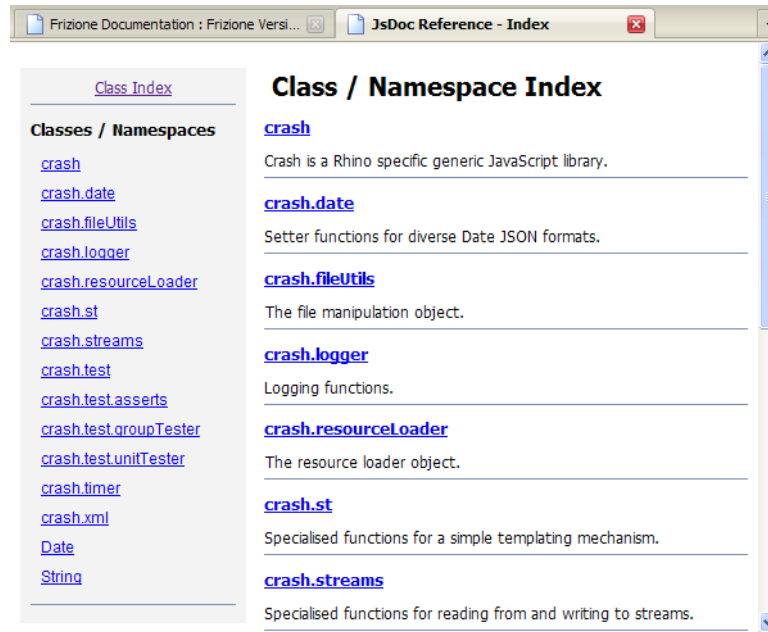 Frizione Documentation : Frizione Versi...
JsDoc Reference - Index
Class Index
Classes / Namespaces
crash
crash.date
crash.fileUtils
crash.logger
crash.resourceLoader
crash.st
crash.streams
crash.test
crash.test.asserts
crash.test.groupTester
crash.test.unitTester
crash.timer
crash.xml
Date
String
Class / Namespace Index
crash
Crash is a Rhino specific generic JavaScript library.
crash.date
Setter functions for diverse Date JSON formats.
crash.fileUtils
The file manipulation object.
crash.logger
Logging functions.
crash.resourceLoader
The resource loader object.
crash.st
Specialised functions for a simple templating mechanism.
crash.streams
Specialised functions for reading from and writing to streams.